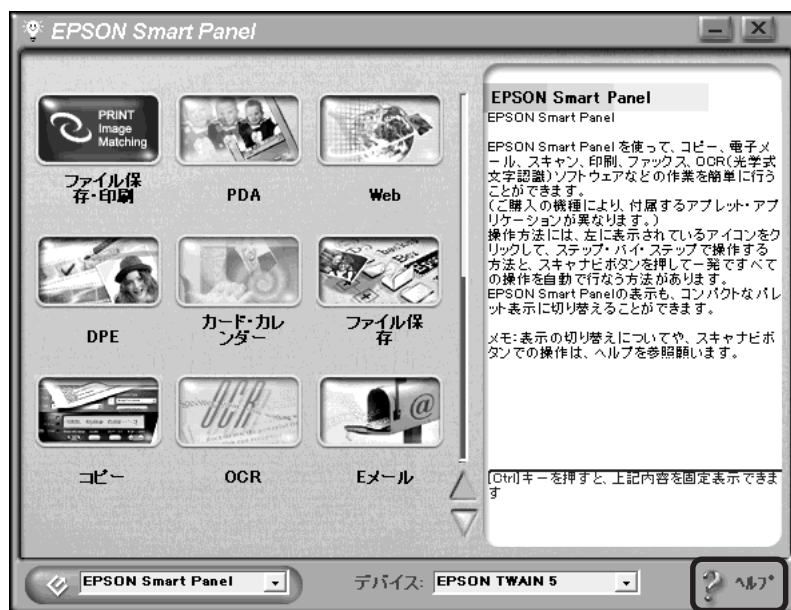 EPSON Smart Panel
PRINT
Image
Matching
ファイル保
存・印刷
PDA
Web
DPE
カード・カレ
ンダー
ファイル保
存
@
コピー
OCR
Eメール
EPSON Smart Panel
EPSON Smart Panel
EPSON Smart Panel を使って、コピー、電子メ
ール、スキャン、印刷、ファックス、OCR(光学式
文字認識)ソフトウェアなどの作業を簡単に行う
ことができます。
(ご購入の機種により、付属するアプレット・アプ
リケーションが異なります。)
操作方法には、左に表示されているアイコンをク
リックして、ステップ・バイ・ステップで操作する
方法と、スキャナビボタンを押して一発ですべて
の操作を自動で行なう方法があります。
EPSON Smart Panelの表示も、コンパクトなパレ
ット表示に切り替えることができます。
メモ:表示の切り替えについてや、スキャナビボ
タンでの操作は、ヘルプを参照願います。
[Ctrl]キーを押すと、上記内容を固定表示できま
す
EPSON Smart Panel
デバイス: EPSON TWAIN 5
? ヘルプ